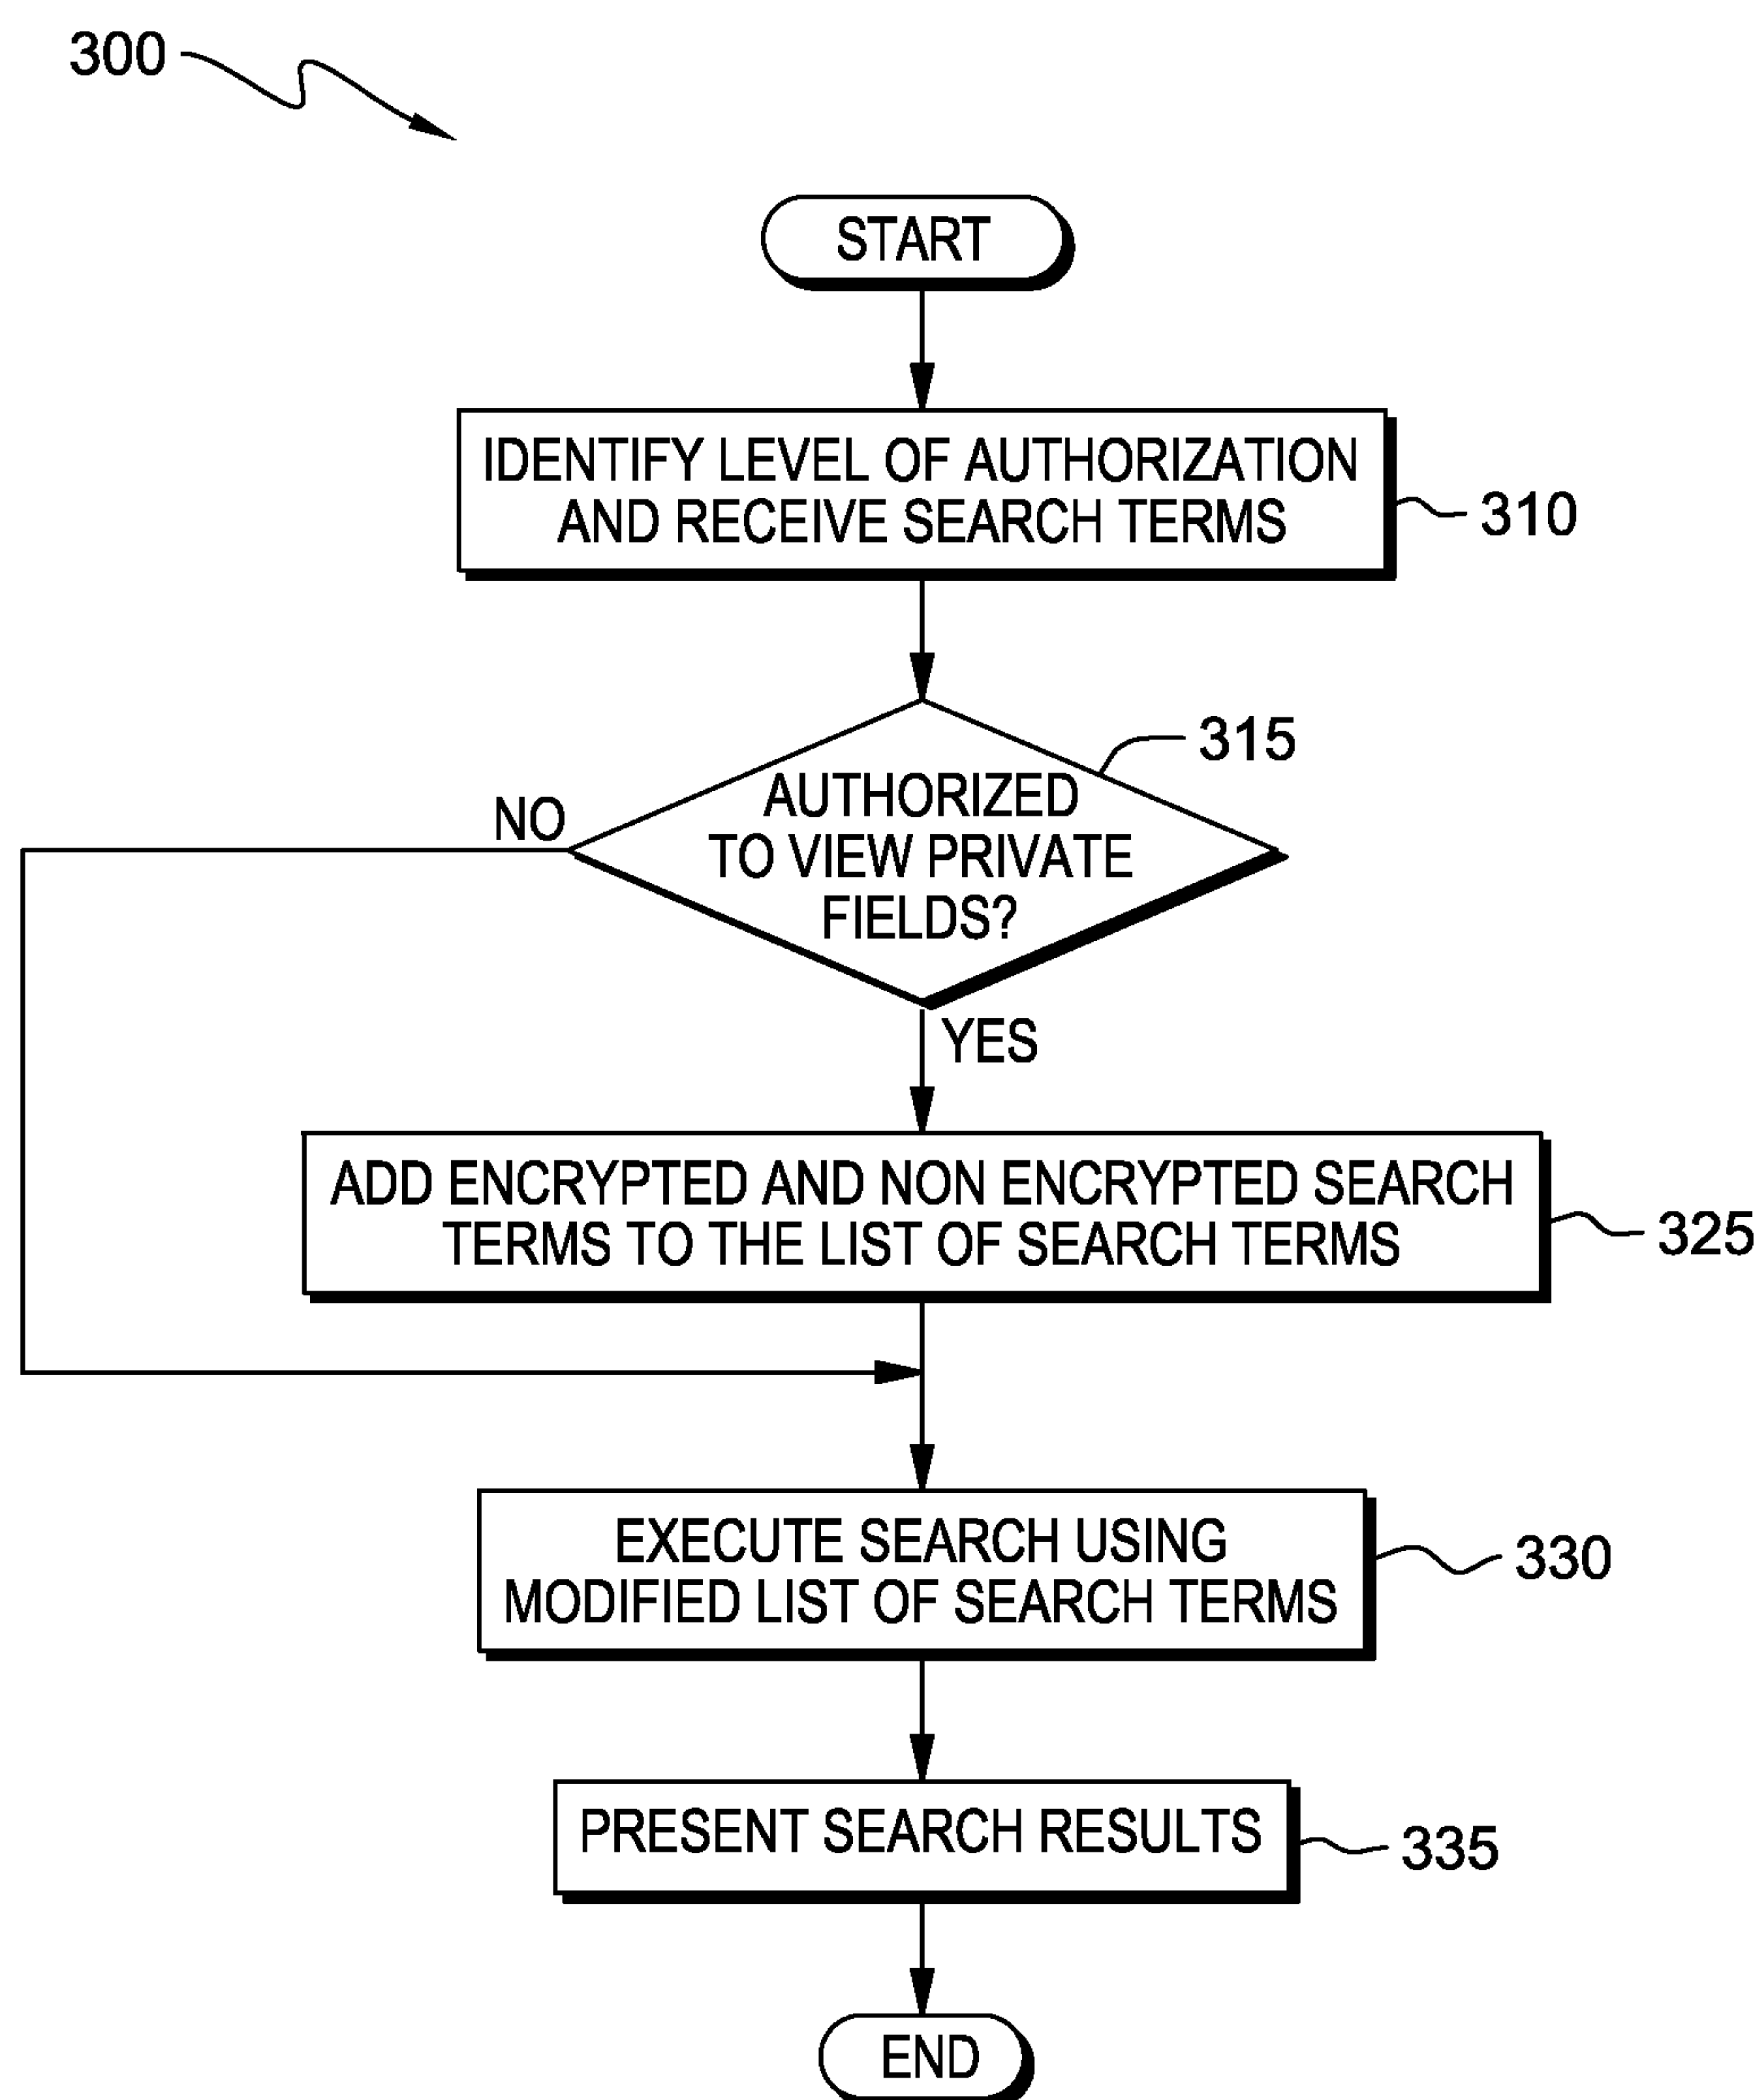 300
START
IDENTIFY LEVEL OF AUTHORIZATION
AND RECEIVE SEARCH TERMS
310
315
AUTHORIZED
TO VIEW PRIVATE
FIELDS?
NO
YES
ADD ENCRYPTED AND NON ENCRYPTED SEARCH
TERMS TO THE LIST OF SEARCH TERMS
325
EXECUTE SEARCH USING
MODIFIED LIST OF SEARCH TERMS
330
PRESENT SEARCH RESULTS
335
END